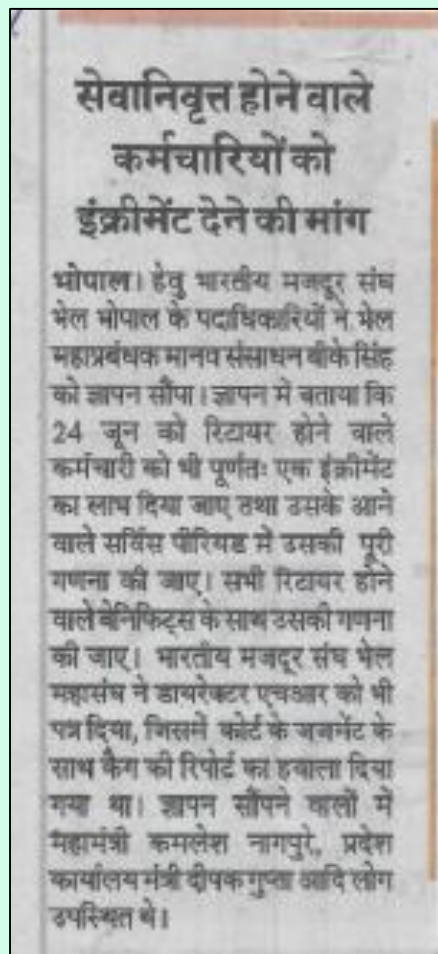 सेवानिवृत्त होने वाले
कर्मचारियों को
इंक्रीमेंट देने की मांग
भोपाल। हेवु भारतीय मजदूर संघ
भेल भोपाल के पदाधिकारियों ने भेल
महाप्रबंधक मानव संसाधन बीके सिंह
को ज्ञापन सौंपा। ज्ञापन में बताया कि
24 जून को रिटायर होने वाले
कर्मचारी को भी पूर्णतः एक इंक्रीमेंट
का लाभ दिया जाए तथा उसके आने
वाले सर्विस पीरियड में उसकी पूरी
गणना की जाए। सभी रिटायर होने
वाले बेनिफिट्स के साथ उसकी गणना
की जाए। भारतीय मजदूर संघ भेल
महासंघ ने डायरेक्टर एचआर को भी
पत्र दिया, जिसमें कोर्ट के जजमेंट के
साथ कैग की रिपोर्ट का हवाला दिया
गया था। ज्ञापन सौंपने वालों में
महामंत्री कमलेश नागपुरे, प्रदेश
कार्यालय मंत्री दीपक गुप्ता आदि लोग
उपस्थित थे।